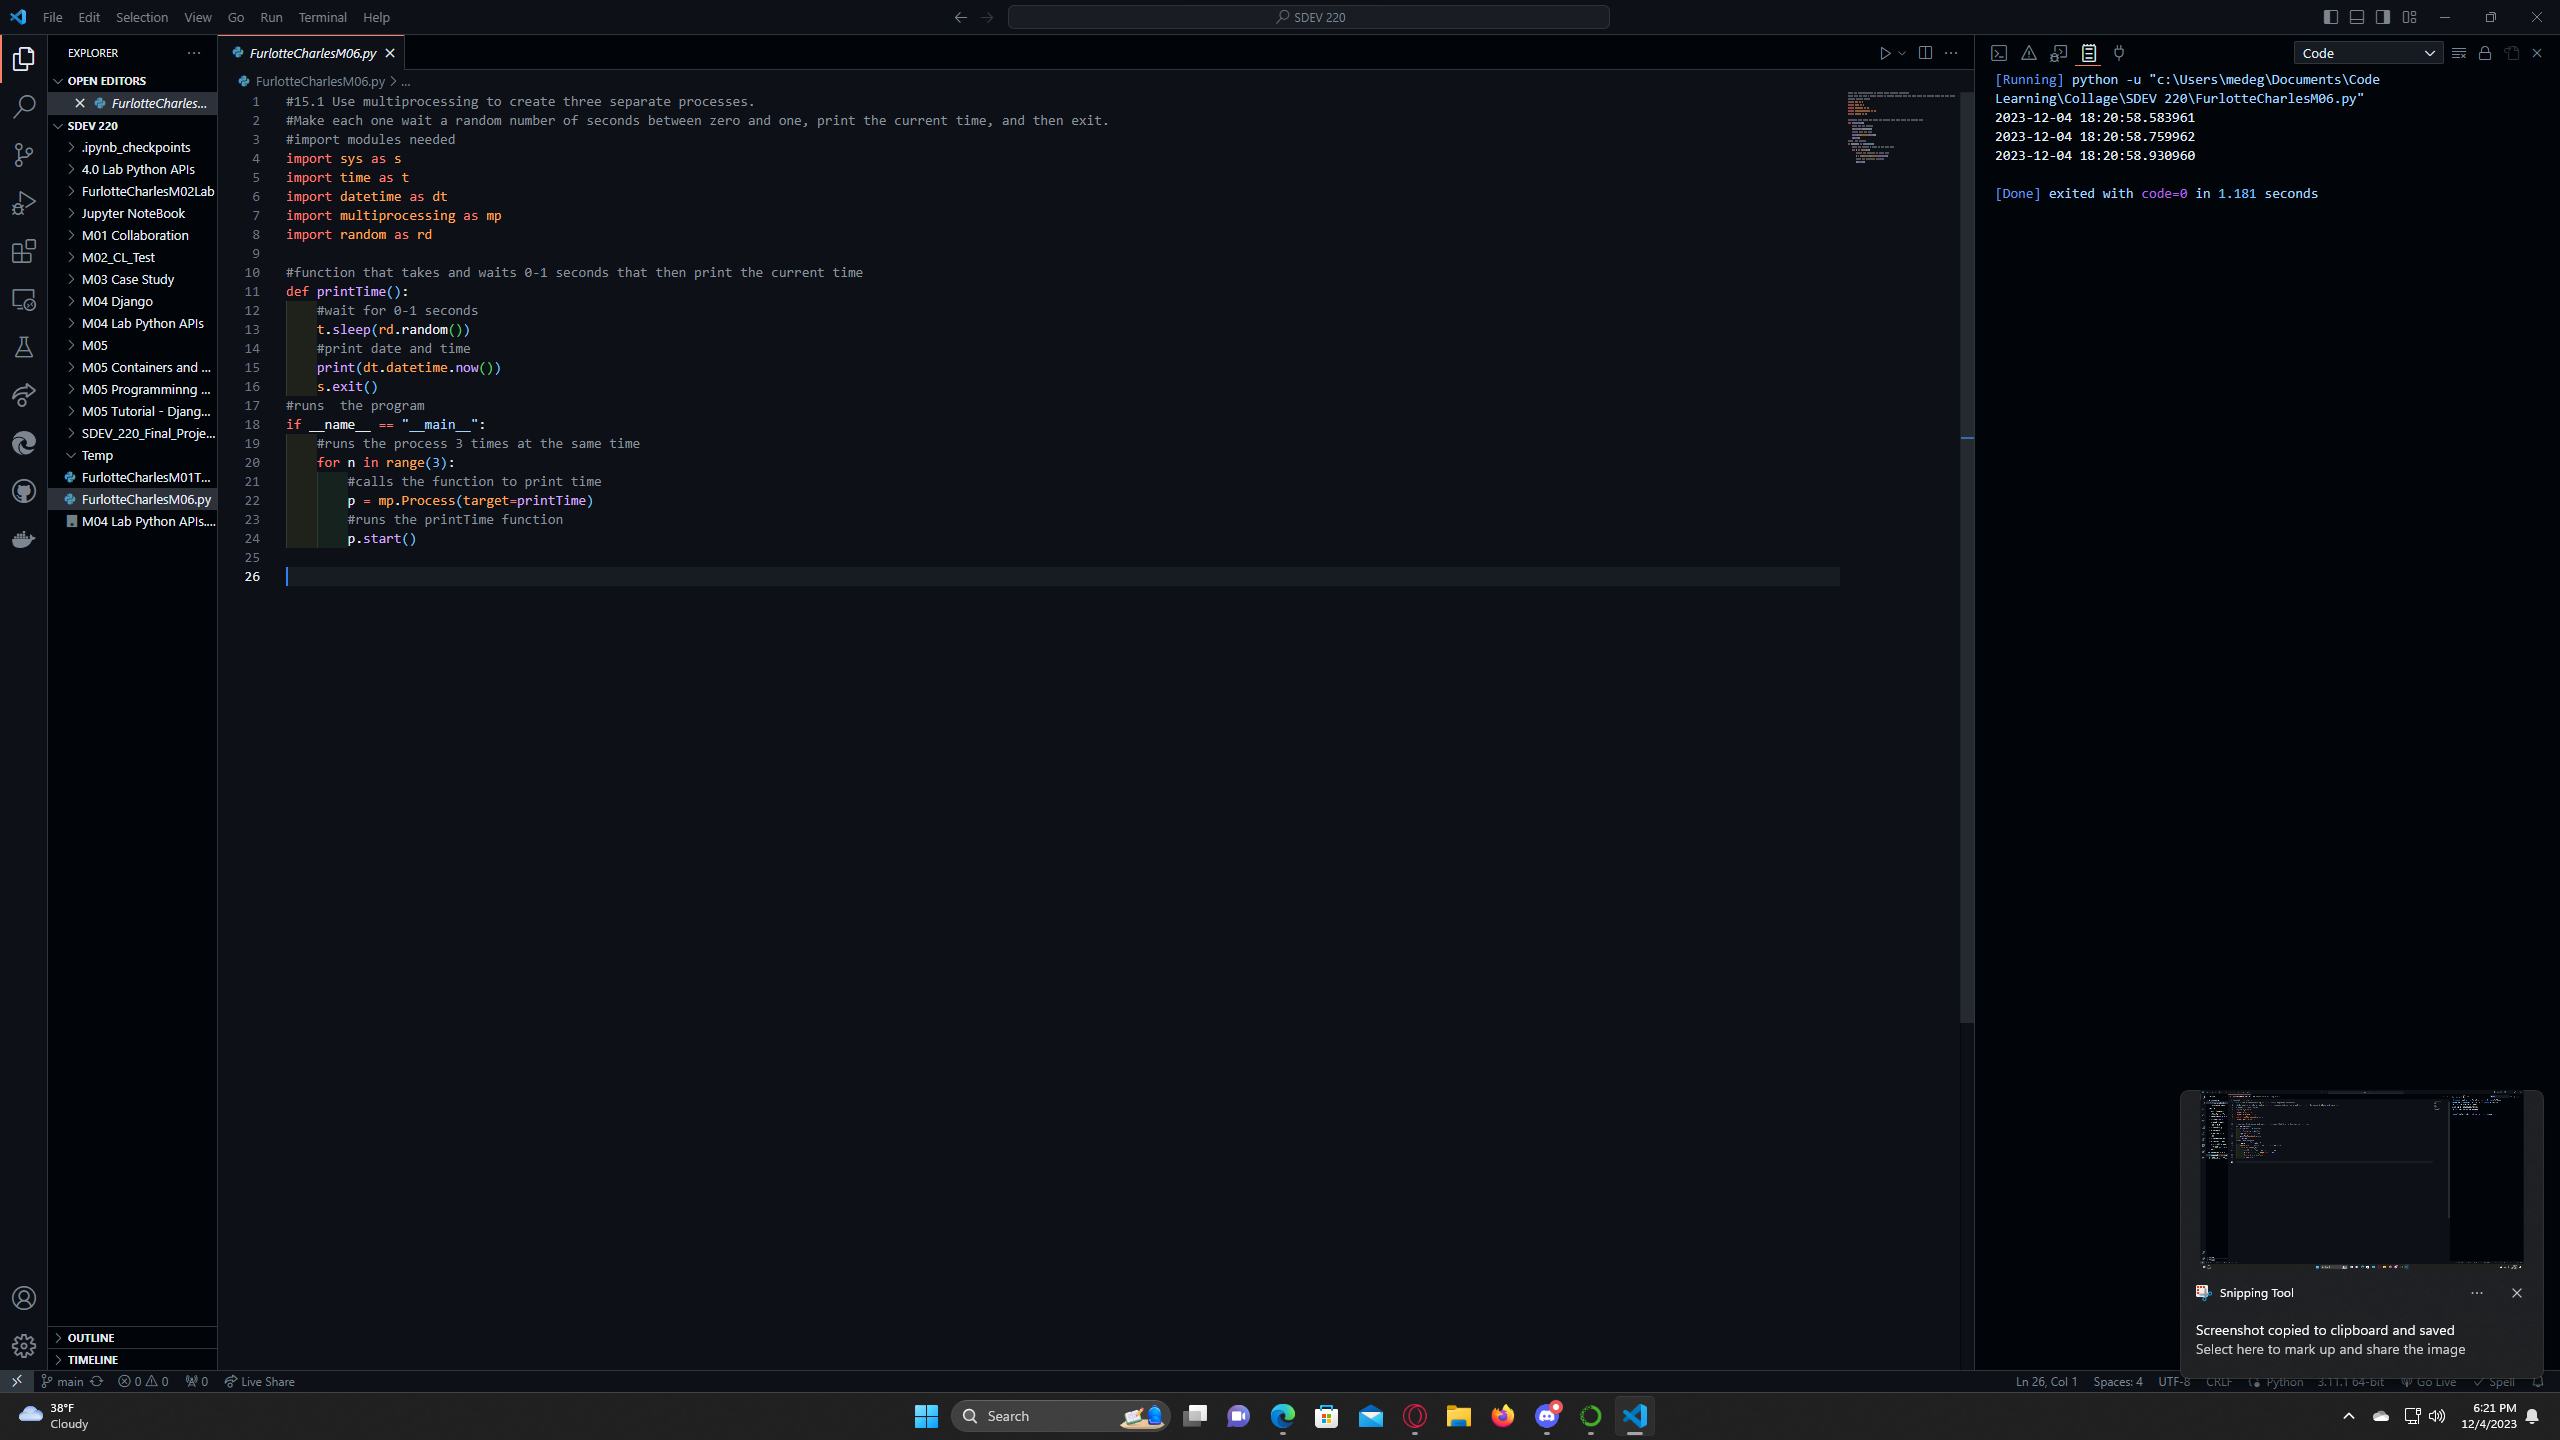 File Edit Selection View Go Run Terminal Help
SDEV 220
EXPLORER
OPEN EDITORS
FurlotteCharles...
SDEV 220
.ipynb_checkpoints
4.0 Lab Python APIs
FurlotteCharlesM02Lab
Jupyter NoteBook
M01 Collaboration
M02_CL_Test
M03 Case Study
M04 Django
M04 Lab Python APIs
M05
M05 Containers and ...
M05 Programminng ...
M05 Tutorial - Djang...
SDEV_220_Final_Proje...
Temp
FurlotteCharlesM01T...
FurlotteCharlesM06.py
M04 Lab Python APIs....
OUTLINE
TIMELINE
FurlotteCharlesM06.py
FurlotteCharlesM06.py > ...
1 #15.1 Use multiprocessing to create three separate processes.
2 #Make each one wait a random number of seconds between zero and one, print the current time, and then exit.
3 #import modules needed
4 import sys as s
5 import time as t
6 import datetime as dt
7 import multiprocessing as mp
8 import random as rd
9
10 #function that takes and waits 0-1 seconds that then print the current time
11 def printTime():
12 #wait for 0-1 seconds
13 t.sleep(rd.random())
14 #print date and time
15 print(dt.datetime.now())
16 s.exit()
17 #runs  the program
18 if __name__ == "__main__":
19 #runs the process 3 times at the same time
20 for n in range(3):
21 #calls the function to print time
22 p = mp.Process(target=printTime)
23 #runs the printTime function
24 p.start()
25
26
Code
[Running] python -u "c:\Users\medeg\Documents\Code
Learning\Collage\SDEV 220\FurlotteCharlesM06.py"
2023-12-04 18:20:58.583961
2023-12-04 18:20:58.759962
2023-12-04 18:20:58.930960
[Done] exited with code=0 in 1.181 seconds
Snipping Tool
Screenshot copied to clipboard and saved
Select here to mark up and share the image
main 0 0 0 Live Share
Ln 26, Col 1 Spaces: 4 UTF-8 CRLF Python 3.11.1 64-bit Go Live Spell
38°F
Cloudy
Search
6:21 PM
12/4/2023